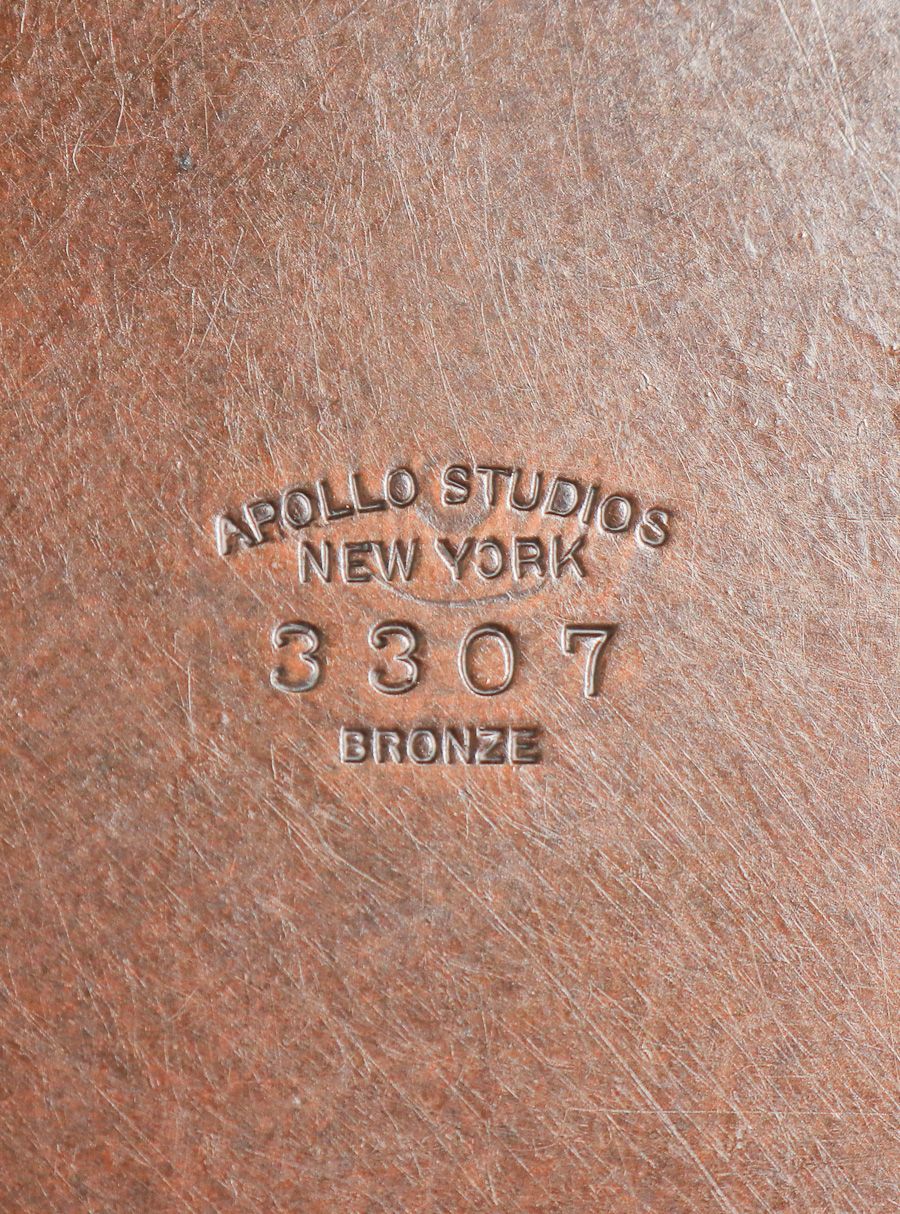 APOLLO STUDIOS
NEW YORK
3307
BRONZE